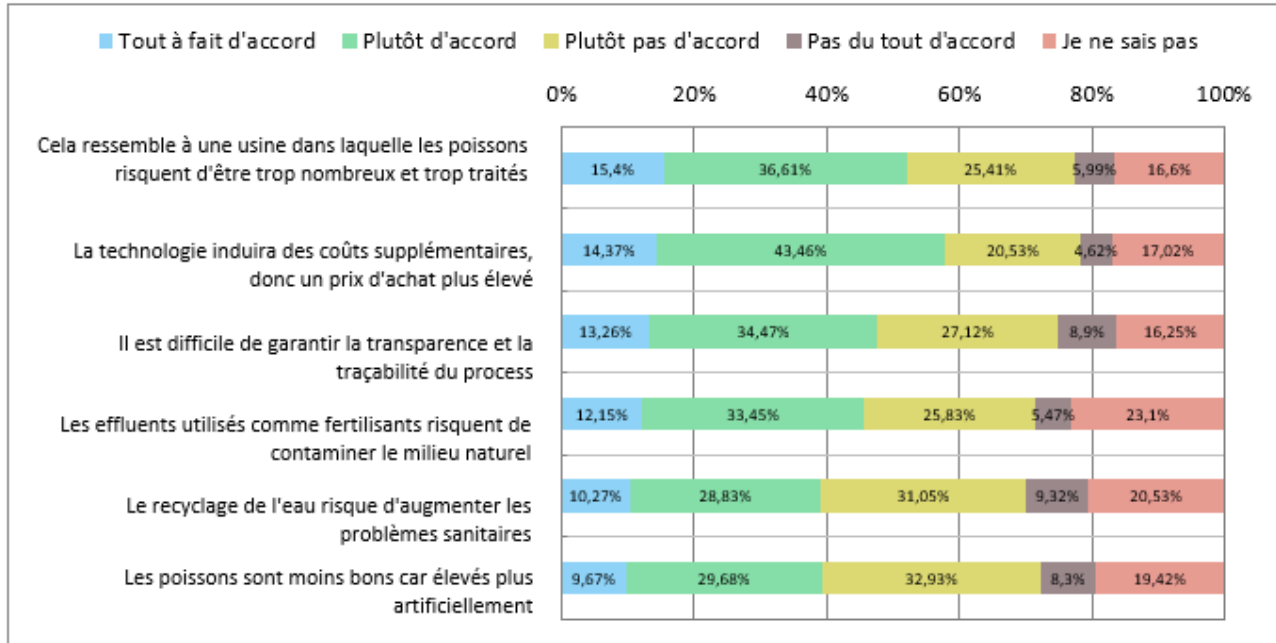 Tout à fait d'accord Plutôt d'accord Plutôt pas d'accord Pas du tout d'accord Je ne sais pas
0% 20% 40% 60% 80% 100%
Cela ressemble à une usine dans laquelle les poissons
risquent d'être trop nombreux et trop traités
15,4% 36,61% 25,41% 5,99% 16,6%
La technologie induira des coûts supplémentaires,
donc un prix d'achat plus élevé
14,37% 43,46% 20,53% 4,62% 17,02%
Il est difficile de garantir la transparence et la
traçabilité du process
13,26% 34,47% 27,12% 8,9% 16,25%
Les effluents utilisés comme fertilisants risquent de
contaminer le milieu naturel
12,15% 33,45% 25,83% 5,47% 23,1%
Le recyclage de l'eau risque d'augmenter les
problèmes sanitaires
10,27% 28,83% 31,05% 9,32% 20,53%
Les poissons sont moins bons car élevés plus
artificiellement
9,67% 29,68% 32,93% 8,3% 19,42%